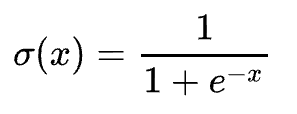 σ(x) = 1 / (1 + e^{-x})